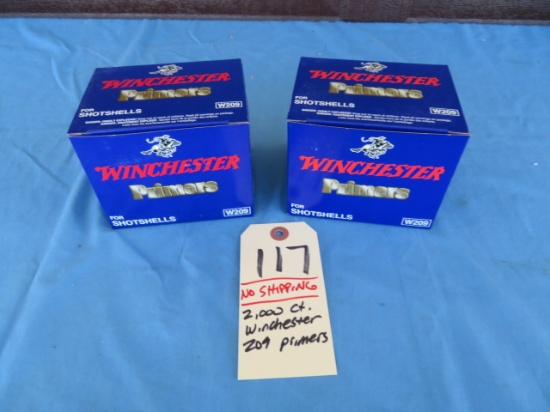 WINCHESTER
Primers
FOR
SHOTSHELLS
W209
WINCHESTER
Primers
FOR
SHOTSHELLS
W209
WINCHESTER
Primers
FOR
SHOTSHELLS
W209
WINCHESTER
Primers
FOR
SHOTSHELLS
W209
117
NO SHIPPING
2,000 ct.
Winchester
209 primers